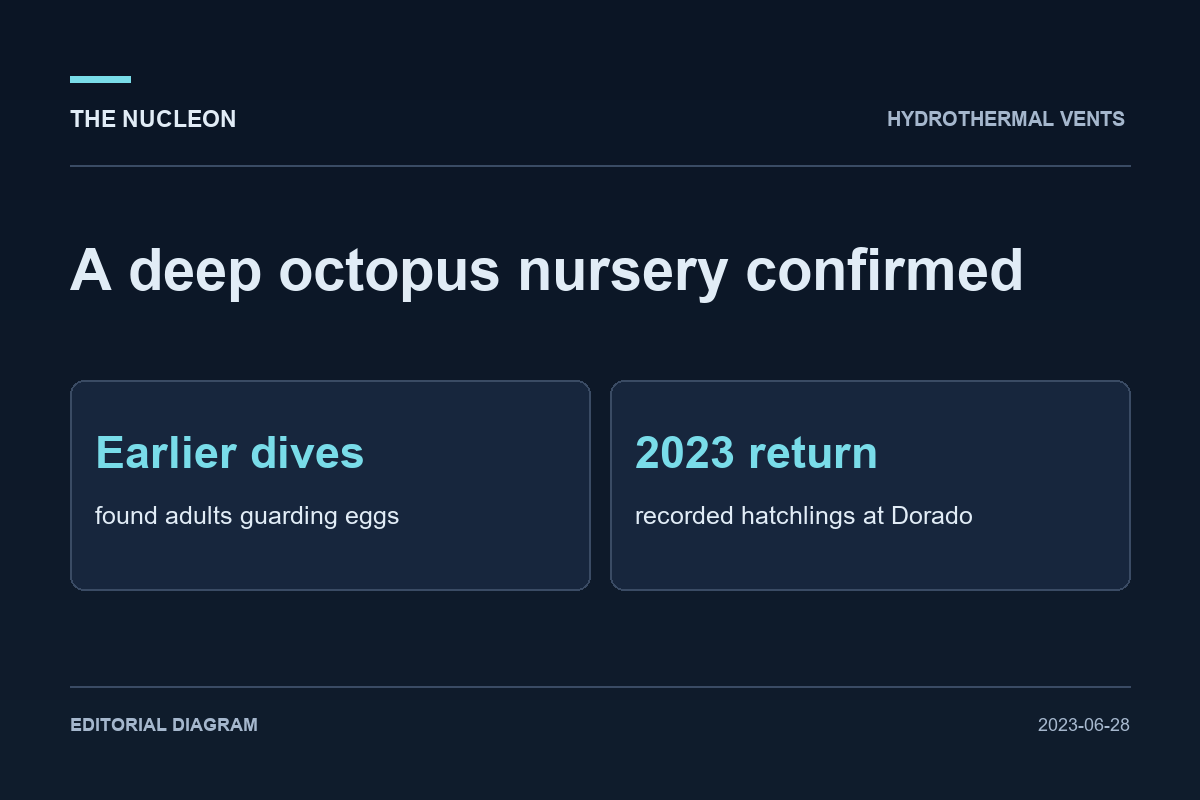 THE NUCLEON
HYDROTHERMAL VENTS
A deep octopus nursery confirmed
Earlier dives
found adults guarding eggs
2023 return
recorded hatchlings at Dorado
EDITORIAL DIAGRAM
2023-06-28